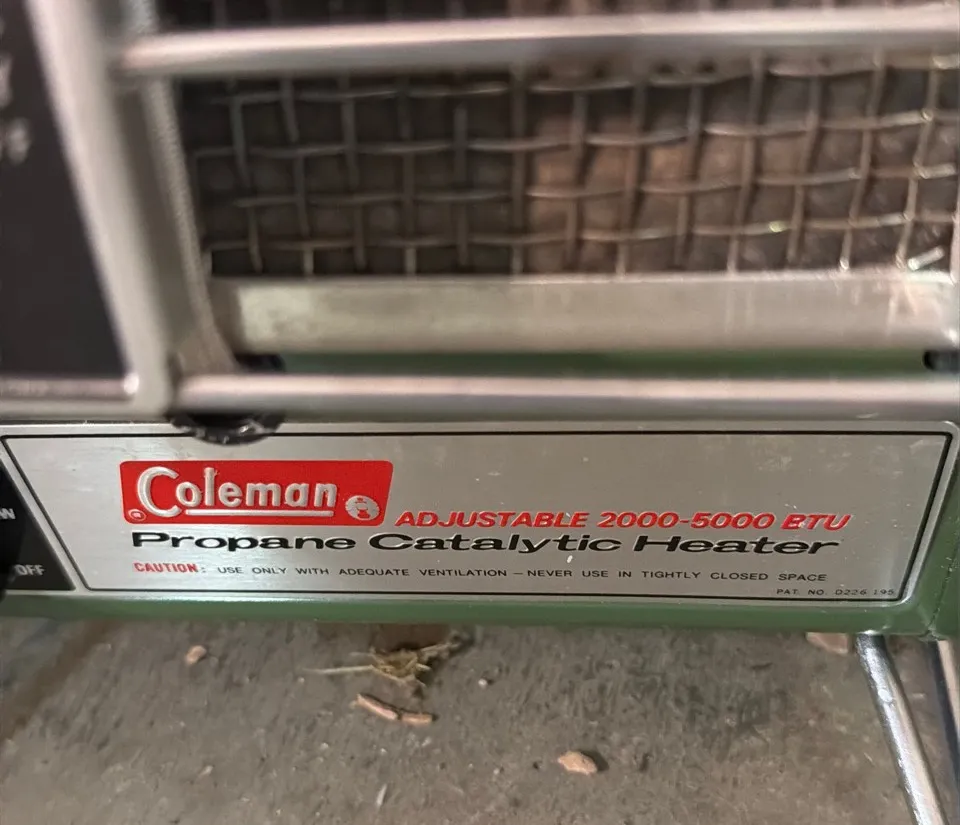 Coleman ®
ADJUSTABLE 2000-5000 BTU
Propane Catalytic Heater
CAUTION: USE ONLY WITH ADEQUATE VENTILATION — NEVER USE IN TIGHTLY CLOSED SPACE
PAT. NO. D226 195
OFF